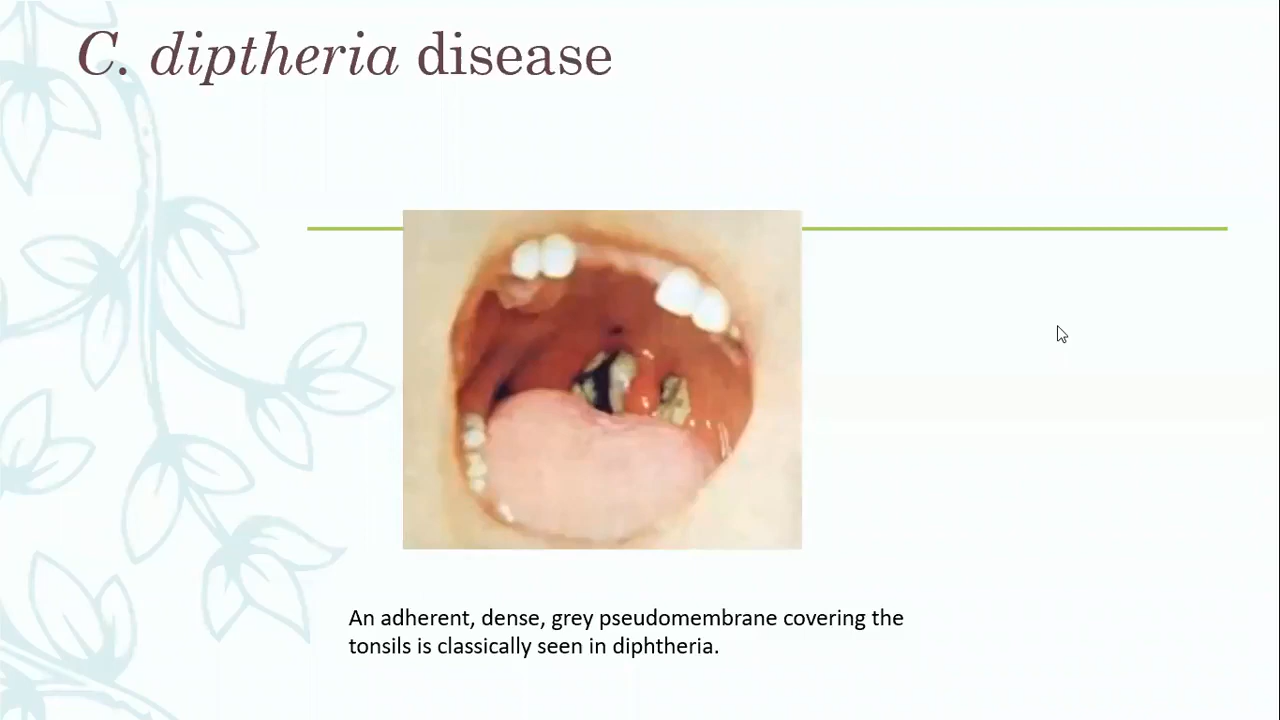 C. diptheria disease
An adherent, dense, grey pseudomembrane covering the
tonsils is classically seen in diphtheria.